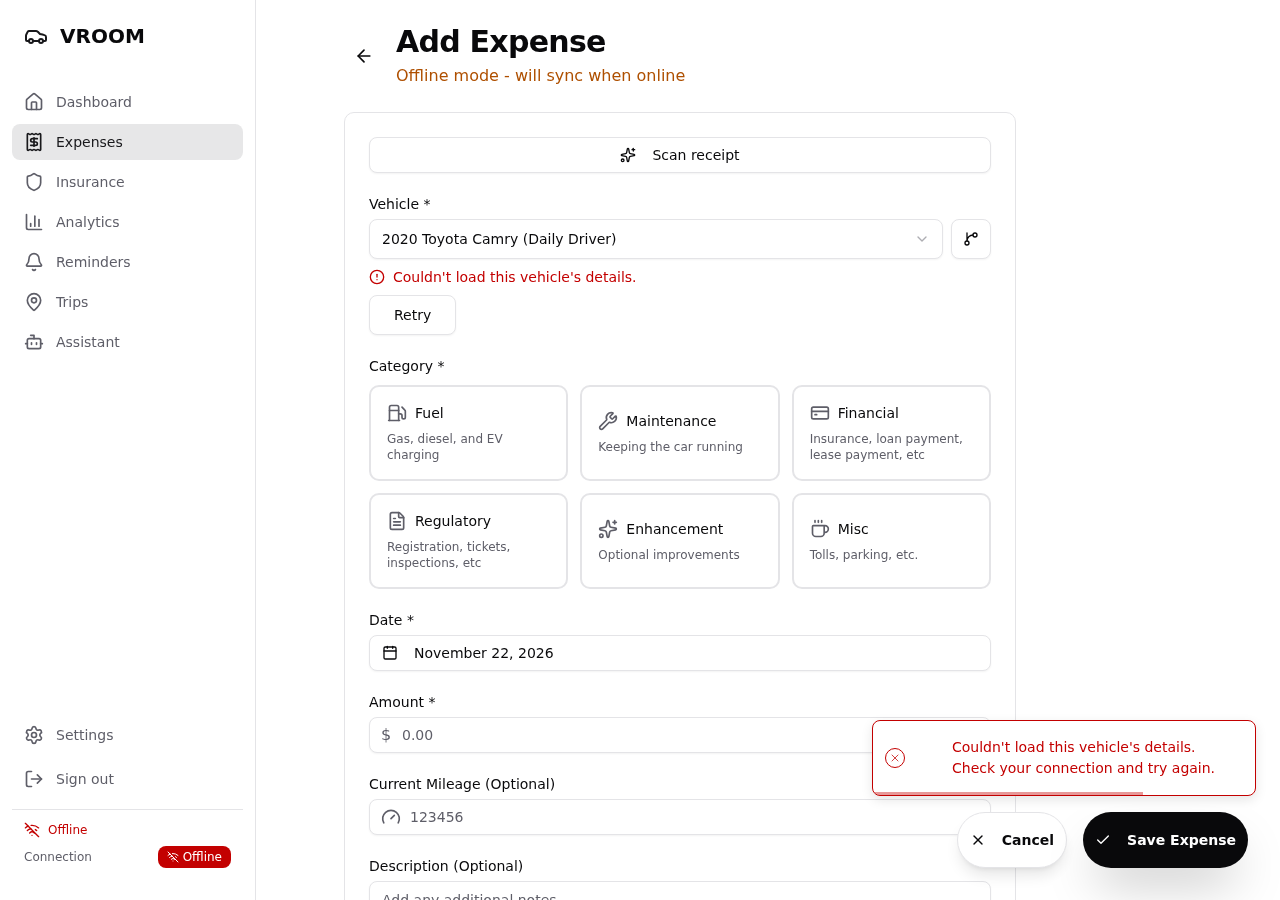 VROOM
Dashboard
Expenses
Insurance
Analytics
Reminders
Trips
Assistant
Settings
Sign out
Offline
Connection
Offline
Add Expense
Offline mode - will sync when online
Scan receipt
Vehicle *
2020 Toyota Camry (Daily Driver)
Couldn't load this vehicle's details.
Retry
Category *
Fuel
Gas, diesel, and EV
charging
Maintenance
Keeping the car running
Financial
Insurance, loan payment,
lease payment, etc
Regulatory
Registration, tickets,
inspections, etc
Enhancement
Optional improvements
Misc
Tolls, parking, etc.
Date *
November 22, 2026
Amount *
$ 0.00
Current Mileage (Optional)
123456
Description (Optional)
Add any additional notes
Couldn't load this vehicle's details.
Check your connection and try again.
Cancel
Save Expense